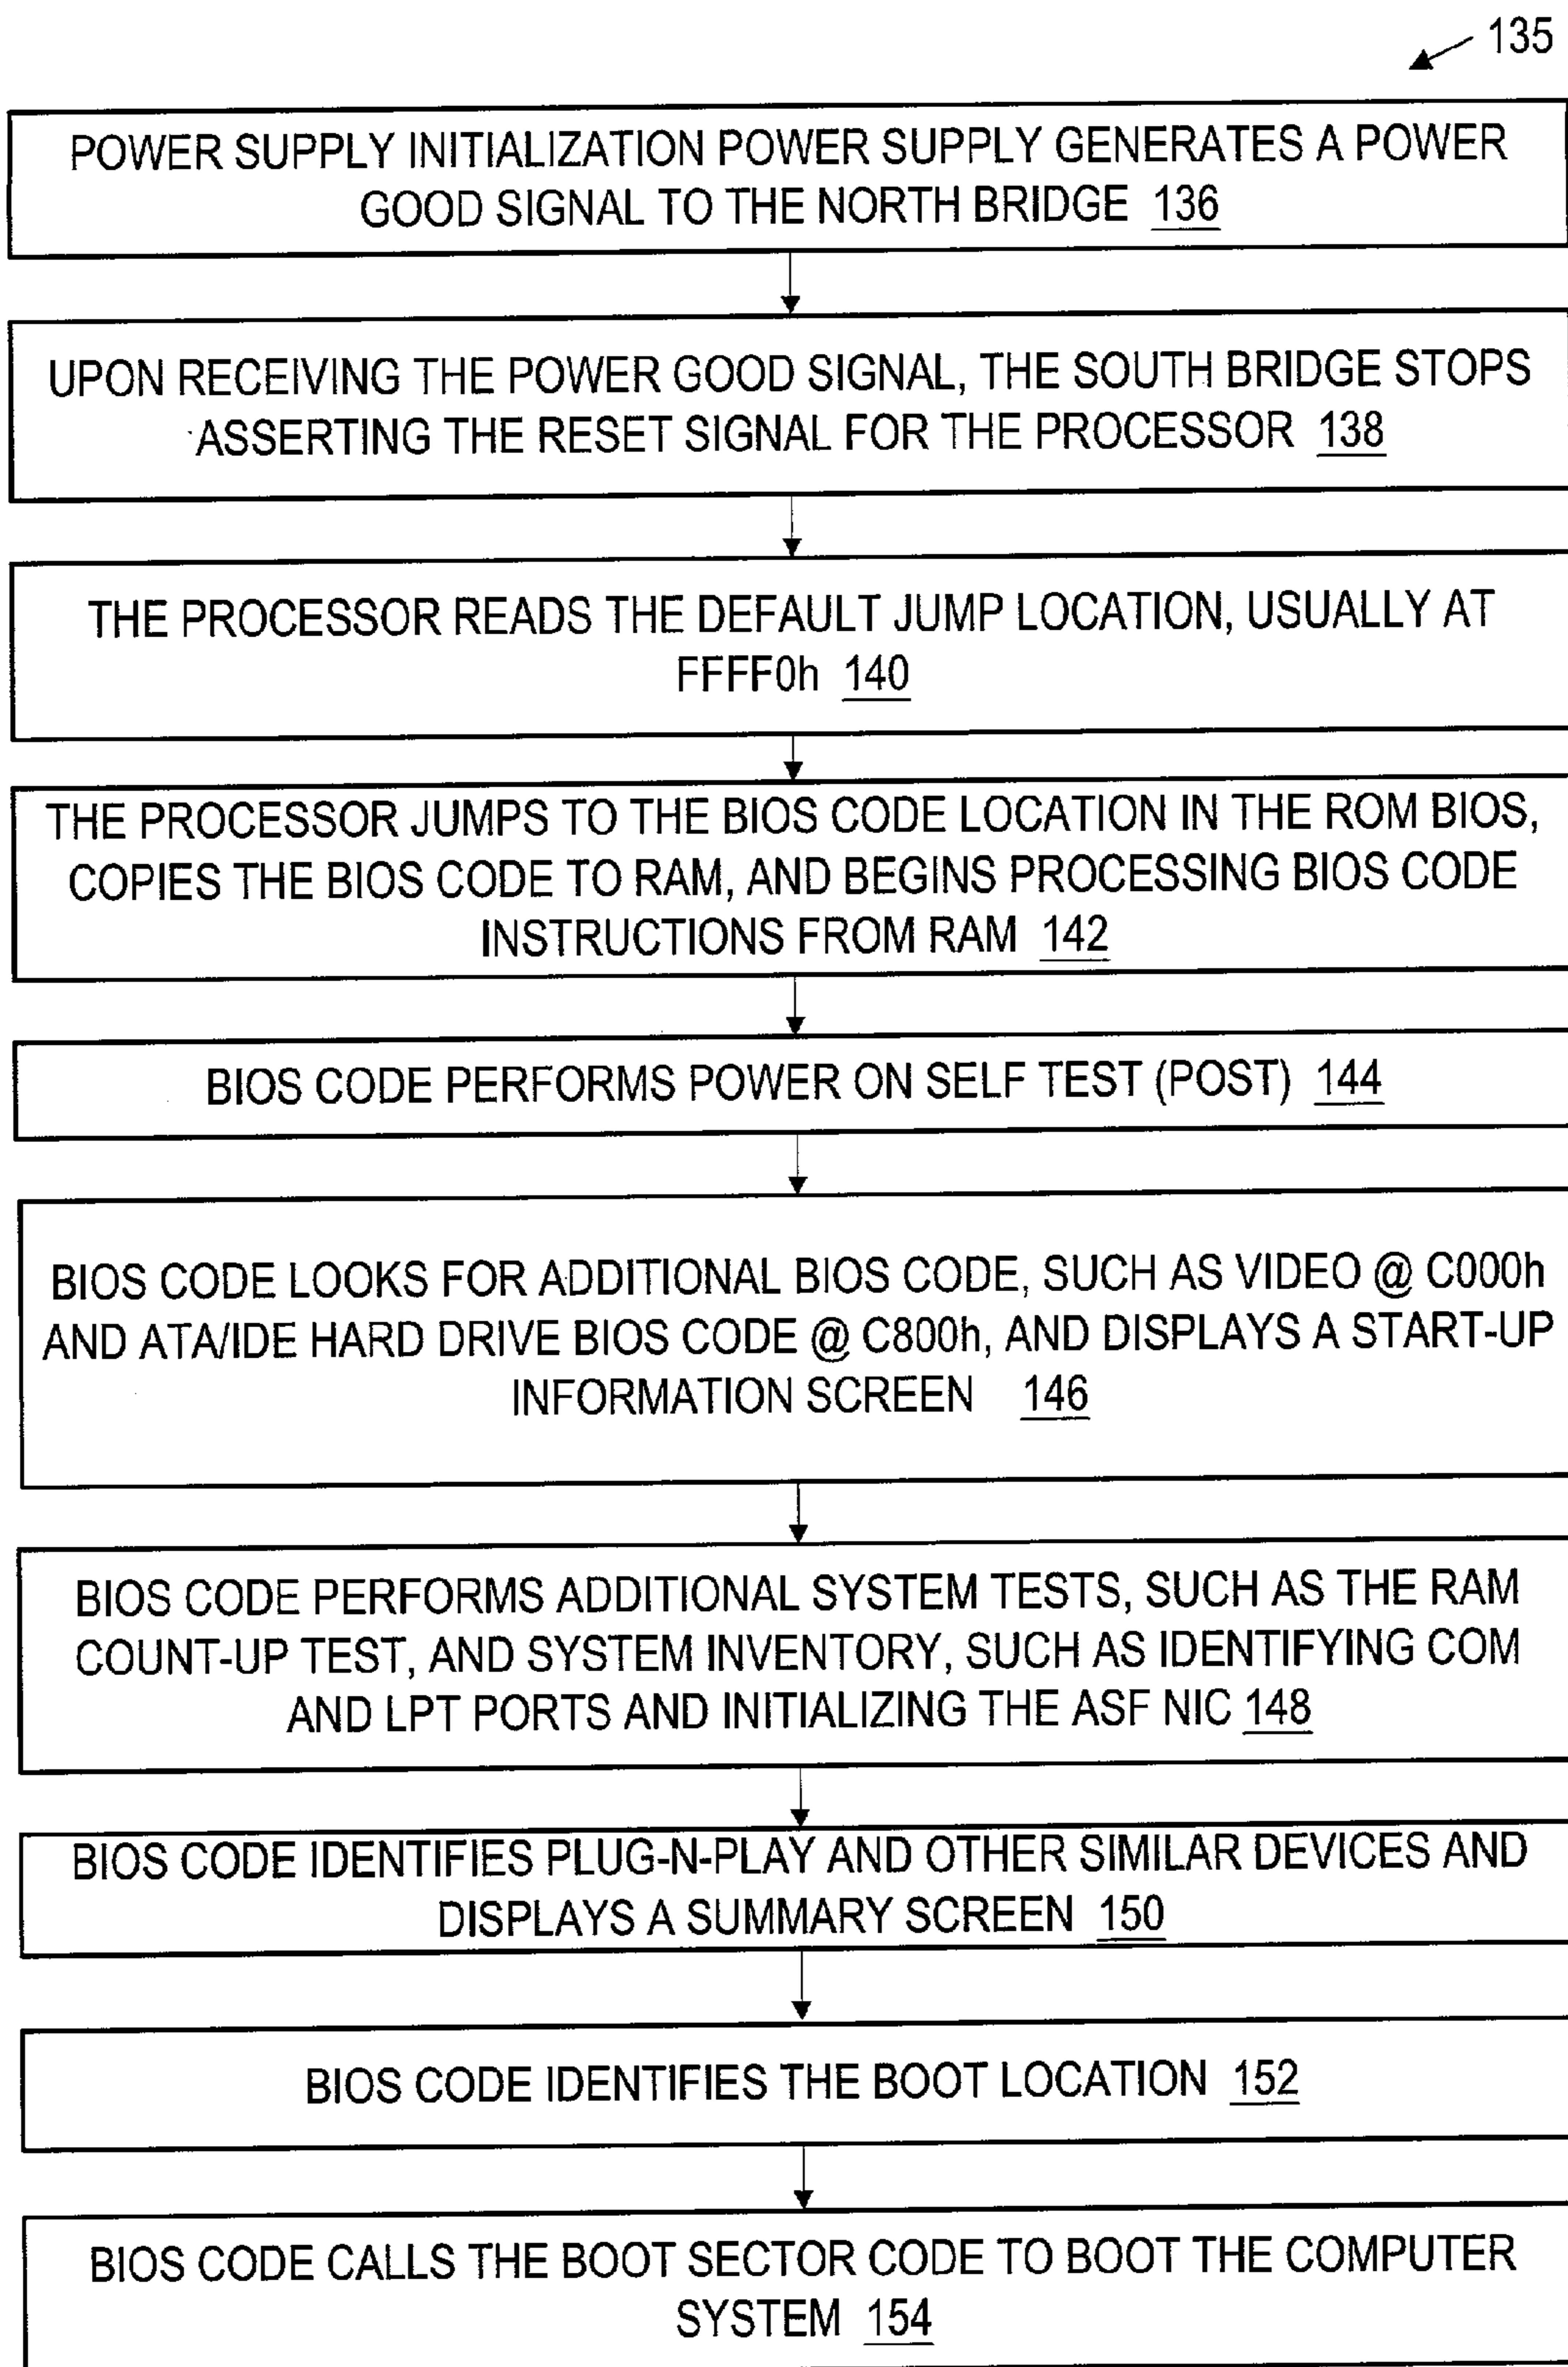 135
POWER SUPPLY INITIALIZATION POWER SUPPLY GENERATES A POWER
GOOD SIGNAL TO THE NORTH BRIDGE 136
UPON RECEIVING THE POWER GOOD SIGNAL, THE SOUTH BRIDGE STOPS
ASSERTING THE RESET SIGNAL FOR THE PROCESSOR 138
THE PROCESSOR READS THE DEFAULT JUMP LOCATION, USUALLY AT
FFFF0h 140
THE PROCESSOR JUMPS TO THE BIOS CODE LOCATION IN THE ROM BIOS,
COPIES THE BIOS CODE TO RAM, AND BEGINS PROCESSING BIOS CODE
INSTRUCTIONS FROM RAM 142
BIOS CODE PERFORMS POWER ON SELF TEST (POST) 144
BIOS CODE LOOKS FOR ADDITIONAL BIOS CODE, SUCH AS VIDEO @ C000h
AND ATA/IDE HARD DRIVE BIOS CODE @ C800h, AND DISPLAYS A START-UP
INFORMATION SCREEN 146
BIOS CODE PERFORMS ADDITIONAL SYSTEM TESTS, SUCH AS THE RAM
COUNT-UP TEST, AND SYSTEM INVENTORY, SUCH AS IDENTIFYING COM
AND LPT PORTS AND INITIALIZING THE ASF NIC 148
BIOS CODE IDENTIFIES PLUG-N-PLAY AND OTHER SIMILAR DEVICES AND
DISPLAYS A SUMMARY SCREEN 150
BIOS CODE IDENTIFIES THE BOOT LOCATION 152
BIOS CODE CALLS THE BOOT SECTOR CODE TO BOOT THE COMPUTER
SYSTEM 154